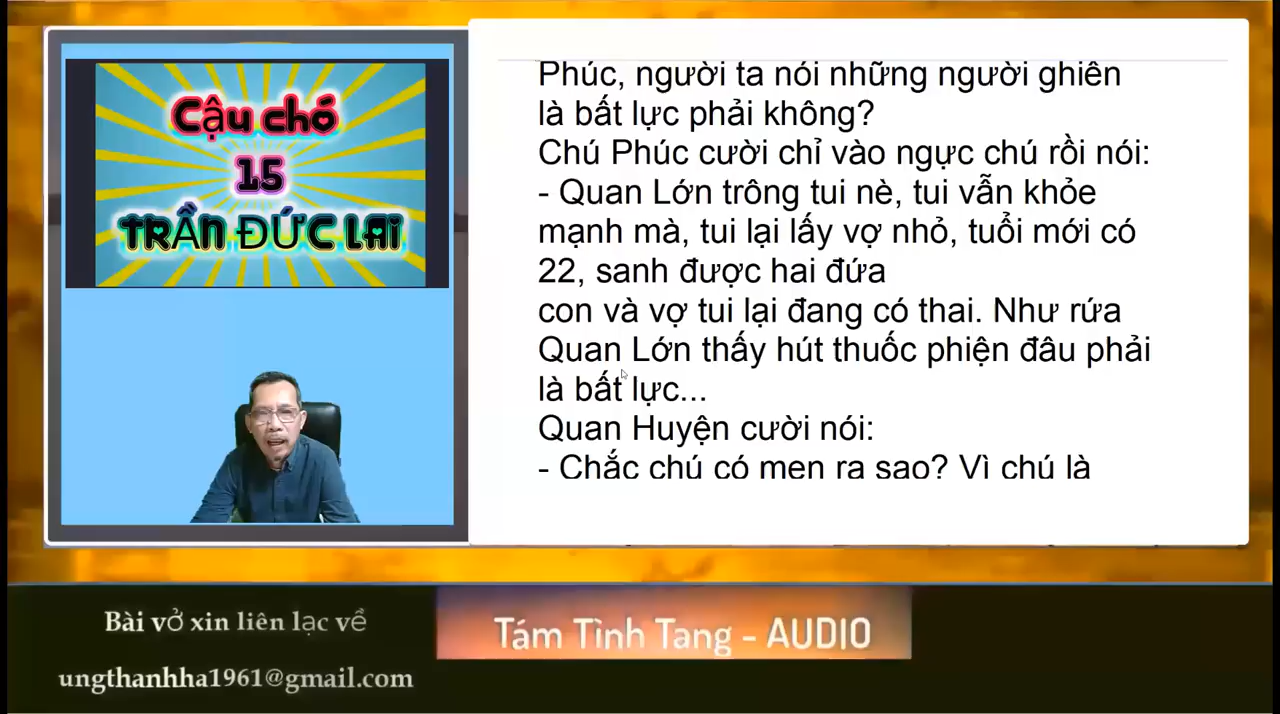 Cậu chó
15
TRẦN ĐỨC LAI
Phúc, người ta nói những người ghiên
là bất lực phải không?
Chú Phúc cười chỉ vào ngực chú rồi nói:
- Quan Lớn trông tui nè, tui vẫn khỏe
mạnh mà, tui lại lấy vợ nhỏ, tuổi mới có
22, sanh được hai đứa
con và vợ tui lại đang có thai. Như rứa
Quan Lớn thấy hút thuốc phiện đâu phải
là bất lực...
Quan Huyện cười nói:
- Chắc chú có men ra sao? Vì chú là
Bài vở xin liên lạc về
ungthanhha1961@gmail.com
Tám Tình Tang - AUDIO